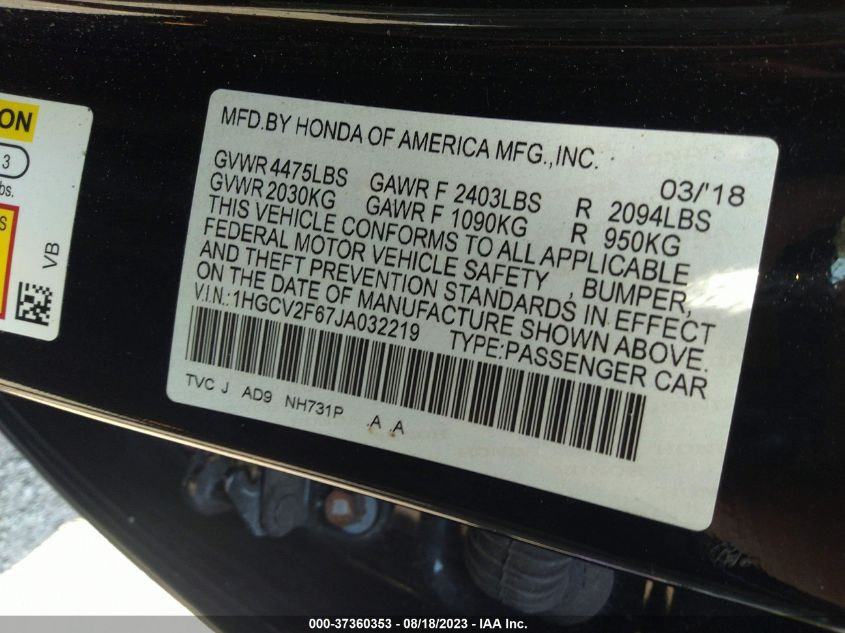 ON
3
bs.
S
VB
MFD.BY HONDA OF AMERICA MFG.,INC.
03/'18
GVWR 4475LBS GAWR F 2403LBS R 2094LBS
GVWR 2030KG GAWR F 1090KG R 950KG
THIS VEHICLE CONFORMS TO ALL APPLICABLE
FEDERAL MOTOR VEHICLE SAFETY , BUMPER,
AND THEFT PREVENTION STANDARDS IN EFFECT
ON THE DATE OF MANUFACTURE SHOWN ABOVE.
V.I.N.:1HGCV2F67JA032219 TYPE:PASSENGER CAR
TVC J AD9 NH731P .A .A
000-37360353 / 08/18/2023 - IAA Inc.